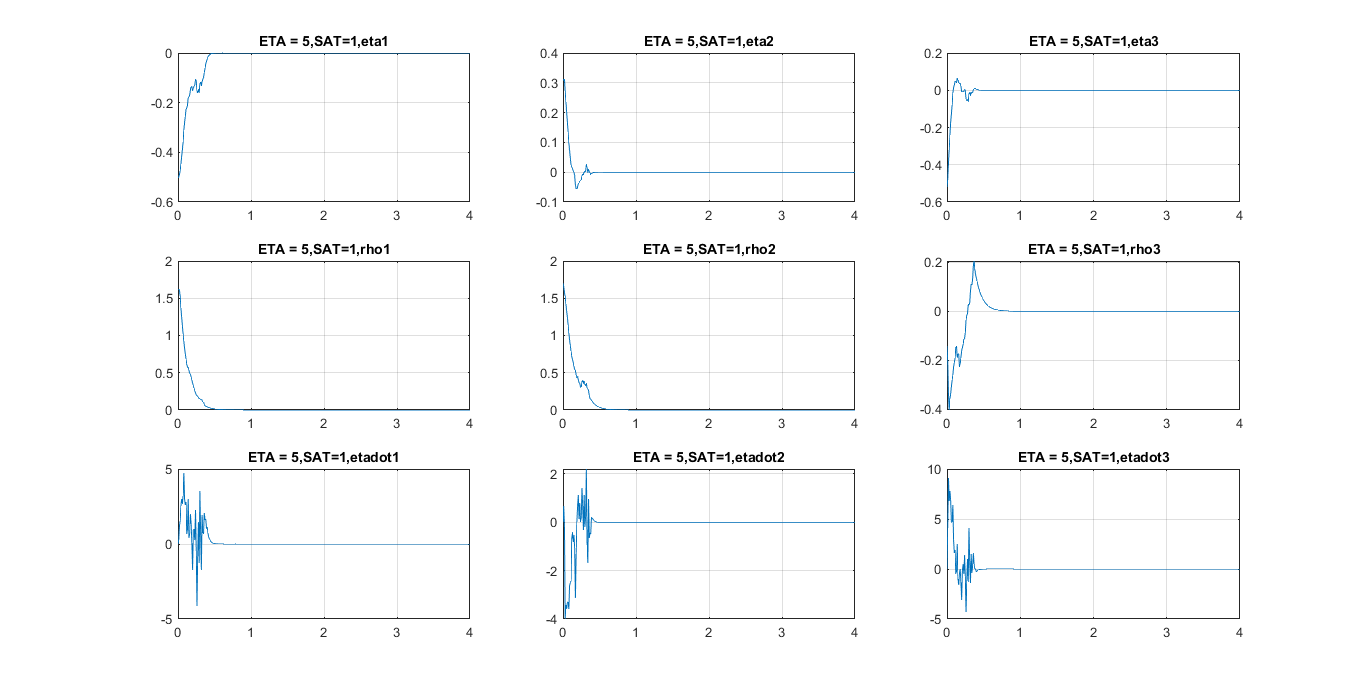 ETA = 5,SAT=1,eta1
0
-0.2
-0.4
-0.6
0 1 2 3 4
ETA = 5,SAT=1,eta2
0.4
0.3
0.2
0.1
0
-0.1
0 1 2 3 4
ETA = 5,SAT=1,eta3
0.2
0
-0.2
-0.4
-0.6
0 1 2 3 4
ETA = 5,SAT=1,rho1
2
1.5
1
0.5
0
0 1 2 3 4
ETA = 5,SAT=1,rho2
2
1.5
1
0.5
0
0 1 2 3 4
ETA = 5,SAT=1,rho3
0.2
0
-0.2
-0.4
0 1 2 3 4
ETA = 5,SAT=1,etadot1
5
0
-5
0 1 2 3 4
ETA = 5,SAT=1,etadot2
2
0
-2
-4
0 1 2 3 4
ETA = 5,SAT=1,etadot3
10
5
0
-5
0 1 2 3 4